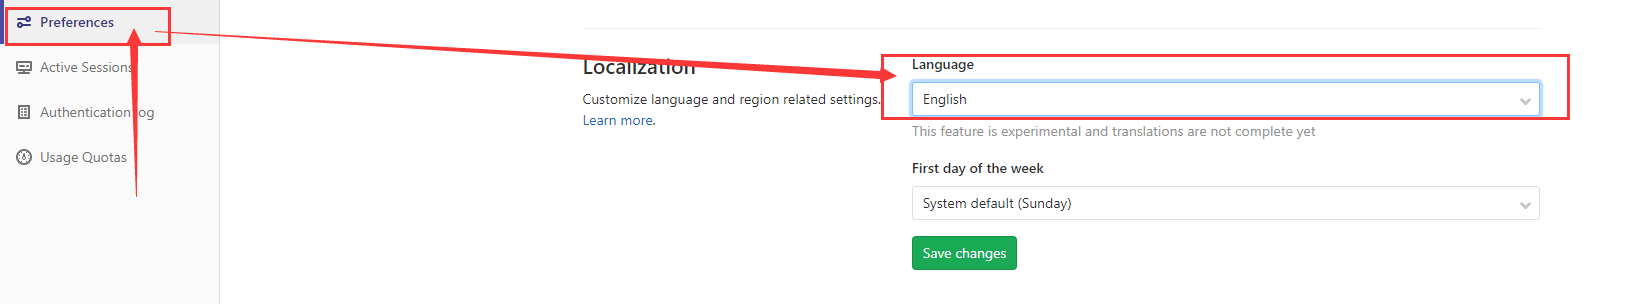 Preferences
Active Sessions
Authentication log
Usage Quotas
Localization
Customize language and region related settings.
Learn more.
Language
English
This feature is experimental and translations are not complete yet
First day of the week
System default (Sunday)
Save changes